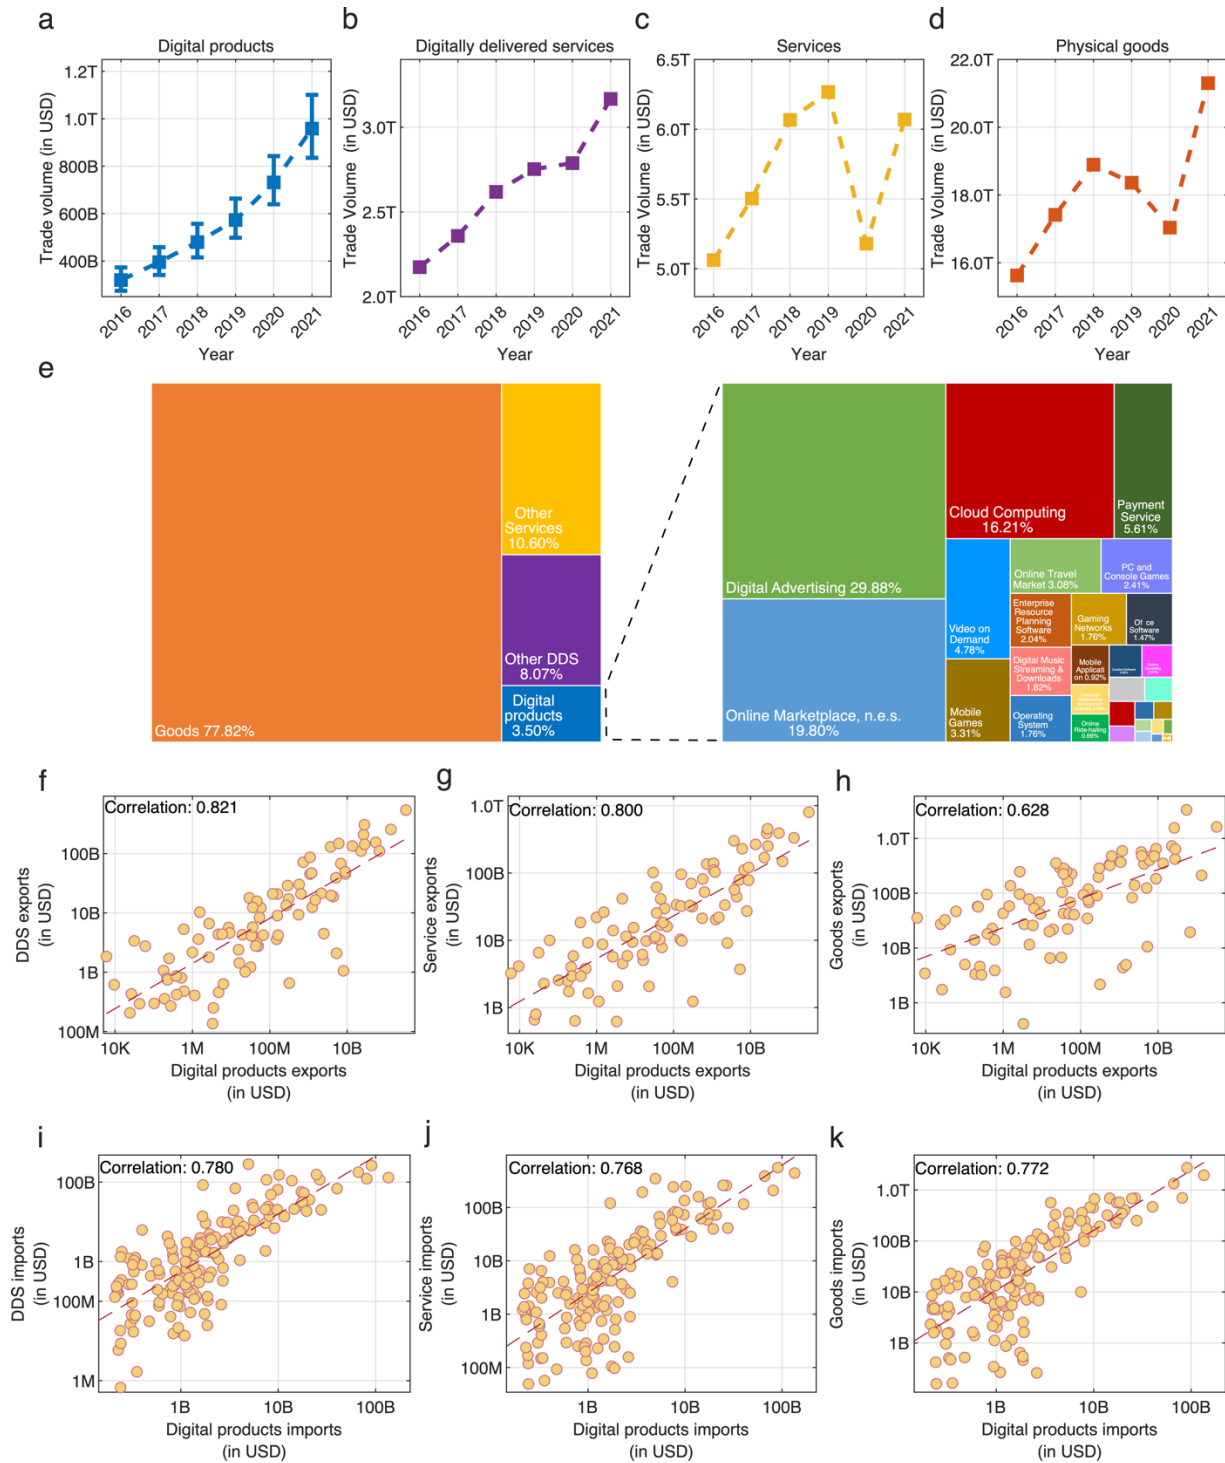 a
Digital products
1.2T
1.0T
800B
600B
400B
Trade volume (in USD)
2016
2017
2018
2019
2020
2021
Year
b
Digitally delivered services
3.0T
2.5T
2.0T
Trade Volume (in USD)
2016
2017
2018
2019
2020
2021
Year
c
Services
6.5T
6.0T
5.5T
5.0T
Trade Volume (in USD)
2016
2017
2018
2019
2020
2021
Year
d
Physical goods
22.0T
20.0T
18.0T
16.0T
Trade Volume (in USD)
2016
2017
2018
2019
2020
2021
Year
e
Goods 77.82%
Other
Services
10.60%
Other DDS
8.07%
Digital
products
3.50%
Digital Advertising 29.88%
Online Marketplace, n.e.s.
19.80%
Cloud Computing
16.21%
Payment
Service
5.61%
Video on
Demand
4.78%
Mobile
Games
3.31%
Online Travel
Market 3.08%
PC and
Console Games
2.41%
Enterprise
Resource
Planning
Software
2.04%
Gaming
Networks
1.76%
Of ce
Software
1.47%
Digital Music
Streaming &
Downloads
1.82%
Operating
System
1.76%
Mobile
Applicati
on 0.92%
Online
Ride-hailing
0.66%
f
Correlation: 0.821
100B
10B
1B
100M
DDS exports
(in USD)
10K
1M
100M
10B
Digital products exports
(in USD)
g
Correlation: 0.800
1.0T
100B
10B
1B
Service exports
(in USD)
10K
1M
100M
10B
Digital products exports
(in USD)
h
Correlation: 0.628
1.0T
100B
10B
1B
Goods exports
(in USD)
10K
1M
100M
10B
Digital products exports
(in USD)
i
Correlation: 0.780
100B
1B
100M
1M
DDS imports
(in USD)
1B
10B
100B
Digital products imports
(in USD)
j
Correlation: 0.768
100B
10B
1B
100M
Service imports
(in USD)
1B
10B
100B
Digital products imports
(in USD)
k
Correlation: 0.772
1.0T
100B
10B
1B
Goods imports
(in USD)
1B
10B
100B
Digital products imports
(in USD)